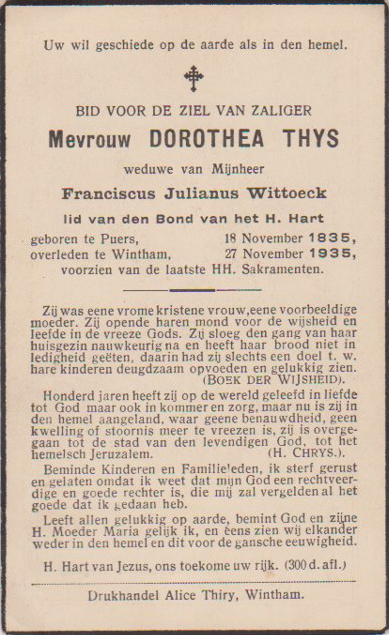 Uw wil geschiede op de aarde als in den hemel.
BID VOOR DE ZIEL VAN ZALIGER
Mevrouw DOROTHEA THYS
weduwe van Mijnheer
Franciscus Julianus Wittoeck
lid van den Bond van het H. Hart
geboren te Puers, 18 November 1835,
overleden te Wintham, 27 November 1935,
voorzien van de laatste HH. Sakramenten.
Zij was eene vrome kristene vrouw, eene voorbeeldige
moeder. Zij opende haren mond voor de wijsheid en
leefde in de vreeze Gods. Zij sloeg den gang van haar
huisgezin nauwkeurig na en heeft haar brood niet in
ledigheid geëten, daarin had zij slechts een doel t. w.
hare kinderen deugdzaam opvoeden en gelukkig zien.
(BOEK DER WIJSHEID).
Honderd jaren heeft zij op de wereld geleefd in liefde
tot God maar ook in kommer en zorg, maar nu is zij in
den hemel aangeland, waar geene benauwdheid, geen
kwelling of stoornis meer te vreezen is, zij is overge-
gaan tot de stad van den levendigen God, tot het
hemelsch Jeruzalem. (H. CHRYS.).
Beminde Kinderen en Familieleden, ik sterf gerust
en gelaten omdat ik weet dat mijn God een rechtveer-
dige en goede rechter is, die mij zal vergelden al het
goede dat ik gedaan heb.
Leeft allen gelukkig op aarde, bemint God en zijne
H. Moeder Maria gelijk ik, en eens zien wij elkander
weder in den hemel en dit voor de gansche eeuwigheid.
H. Hart van Jezus, ons toekome uw rijk. (300 d. afl.)
Drukhandel Alice Thiry, Wintham.